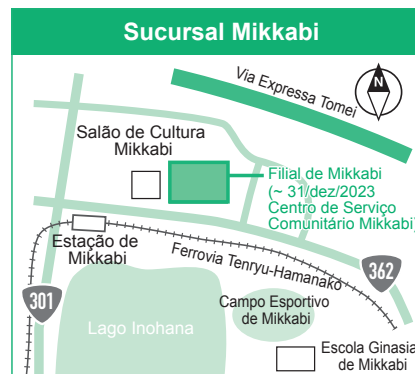 Sucursal Mikkabi
Via Expressa Tomei
N
Salão de Cultura
Mikkabi
Filial de Mikkabi
(~ 31/dez/2023
Centro de Serviço
Comunitário Mikkabi)
Estação de
Mikkabi
Ferrovia Tenryu-Hamanako
362
301
Campo Esportivo
de Mikkabi
Lago Inohana
Escola Ginasia
de Mikkabi